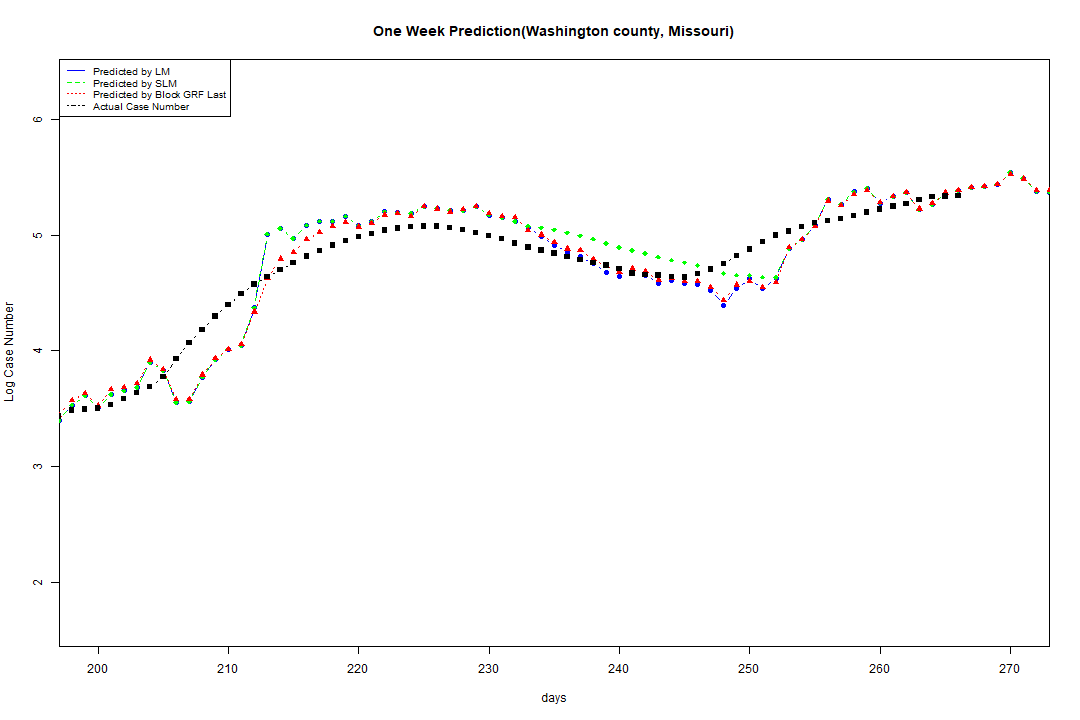 One Week Prediction(Washington county, Missouri)
Predicted by LM
Predicted by SLM
Predicted by Block GRF Last
Actual Case Number
6
5
4
3
2
Log Case Number
200 210 220 230 240 250 260 270
days